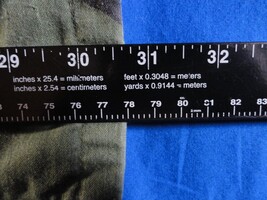 29 30 31 32
inches x 25.4 = millimeters feet x 0.3048 = meters
inches x 2.54 = centimeters yards x 0.9144 = meters
74 75 76 77 78 79 80 81 82 83